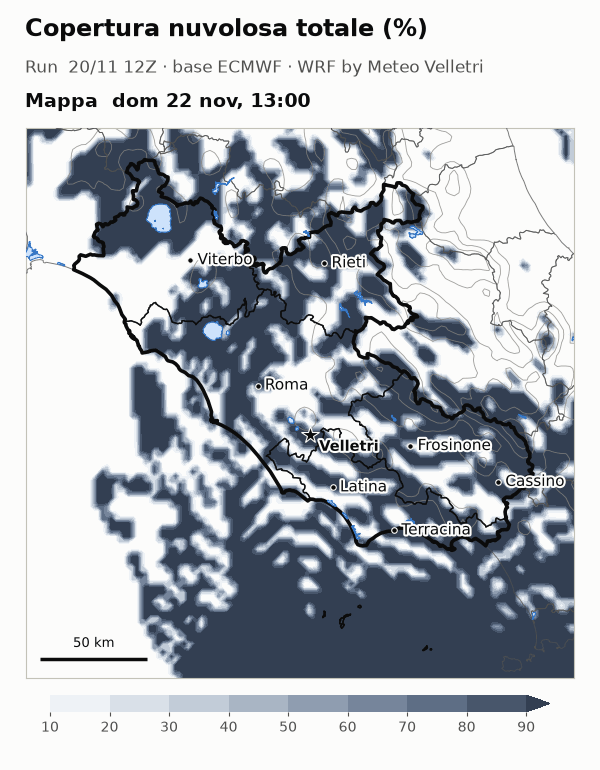 Copertura nuvolosa totale (%)
Run  20/11 12Z · base ECMWF · WRF by Meteo Velletri
Mappa  dom 22 nov, 13:00
Viterbo
Rieti
Roma
Velletri
Frosinone
Cassino
Latina
Terracina
50 km
10 20 30 40 50 60 70 80 90